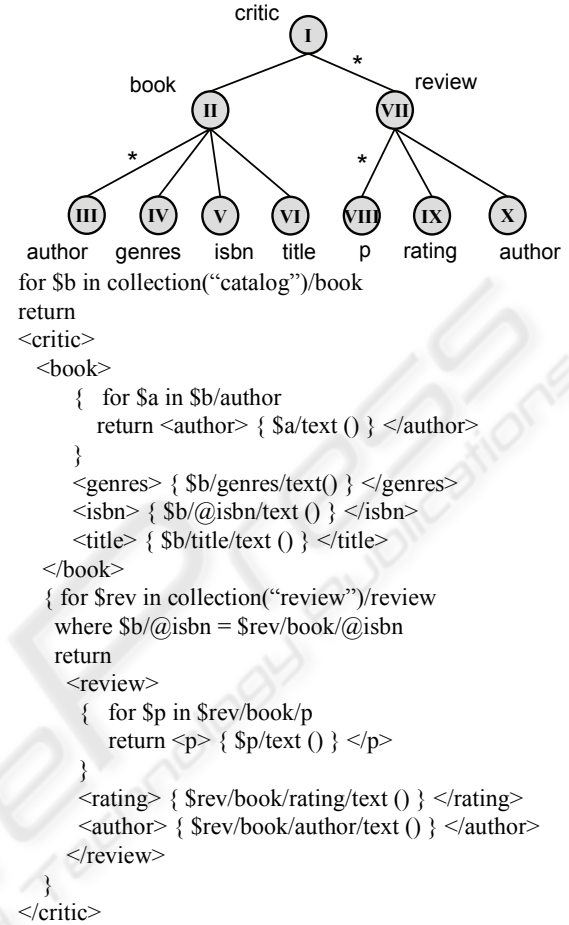 critic
I
*
book
review
II
VII
*
*
III
IV
V
VI
VIII
IX
X
author genres isbn title p rating author
for $b in collection(“catalog”)/book
return
<critic>
<book>
{ for $a in $b/author
return <author> { $a/text () } </author>
}
<genres> { $b/genres/text() } </genres>
<isbn> { $b/@isbn/text () } </isbn>
<title> { $b/title/text () } </title>
</book>
{ for $rev in collection(“review”)/review
where $b/@isbn = $rev/book/@isbn
return
<review>
{ for $p in $rev/book/p
return <p> { $p/text () } </p>
}
<rating> { $rev/book/rating/text () } </rating>
<author> { $rev/book/author/text () } </author>
</review>
}
</critic>